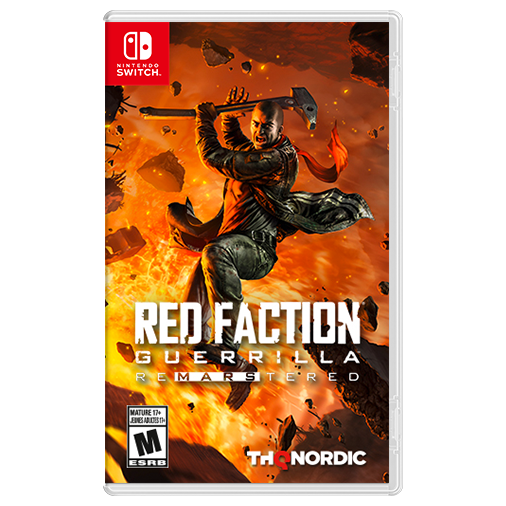 NINTENDO
SWITCH
RED FACTION
GUERRILLA
REMARSTERED
MATURE 17+
JEUNES ADULTES 17+
M
ESRB
THQ NORDIC